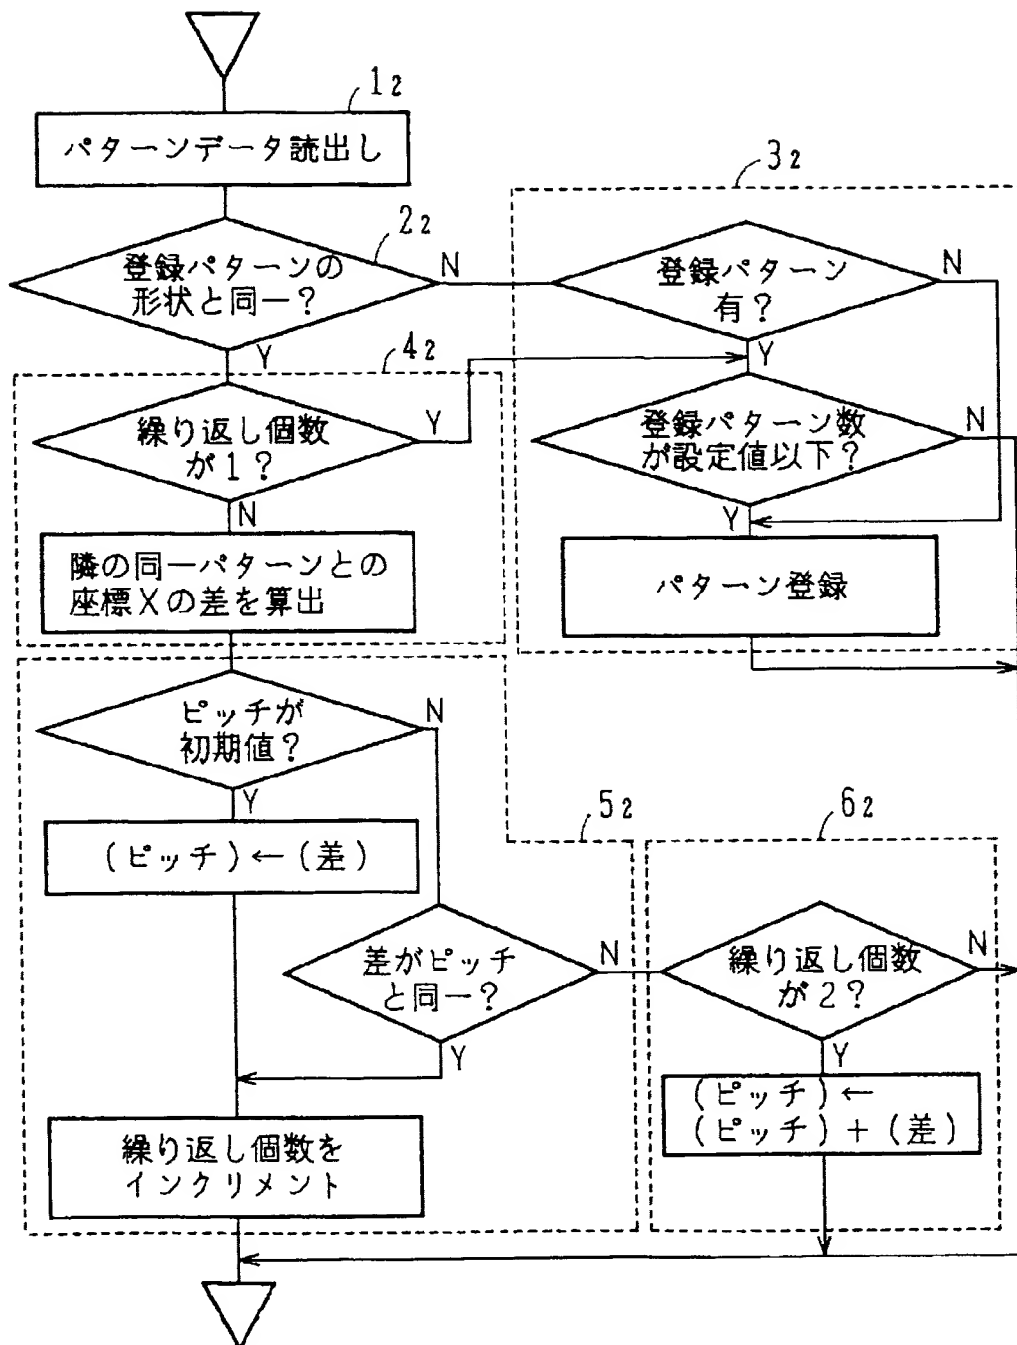 1₂
パターンデータ読出し
2₂
登録パターンの
形状と同一?
N
Y
3₂
登録パターン
有?
N
Y
登録パターン数
が設定値以下?
N
Y
パターン登録
4₂
繰り返し個数
が1?
Y
N
隣の同一パターンとの
座標Xの差を算出
5₂
ピッチが
初期値?
N
Y
(ピッチ)←(差)
差がピッチ
と同一?
N
Y
繰り返し個数を
インクリメント
6₂
繰り返し個数
が2?
N
Y
(ピッチ)←
(ピッチ)+(差)